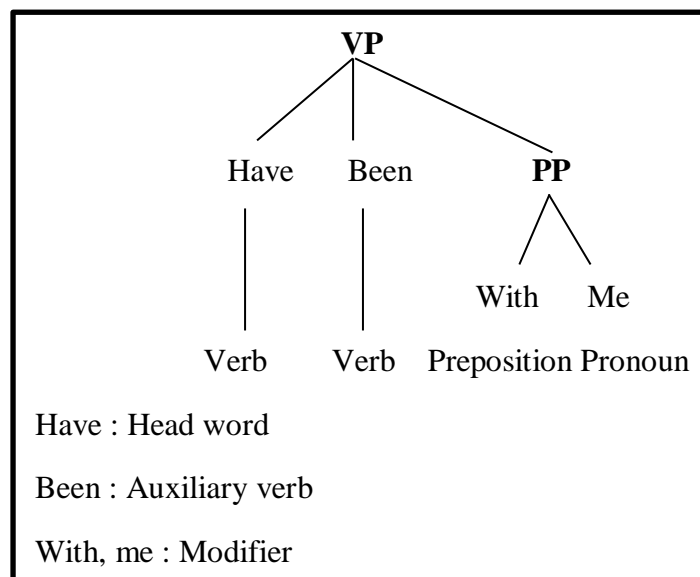 VP
Have Been PP
With Me
Verb Verb Preposition Pronoun
Have : Head word
Been : Auxiliary verb
With, me : Modifier